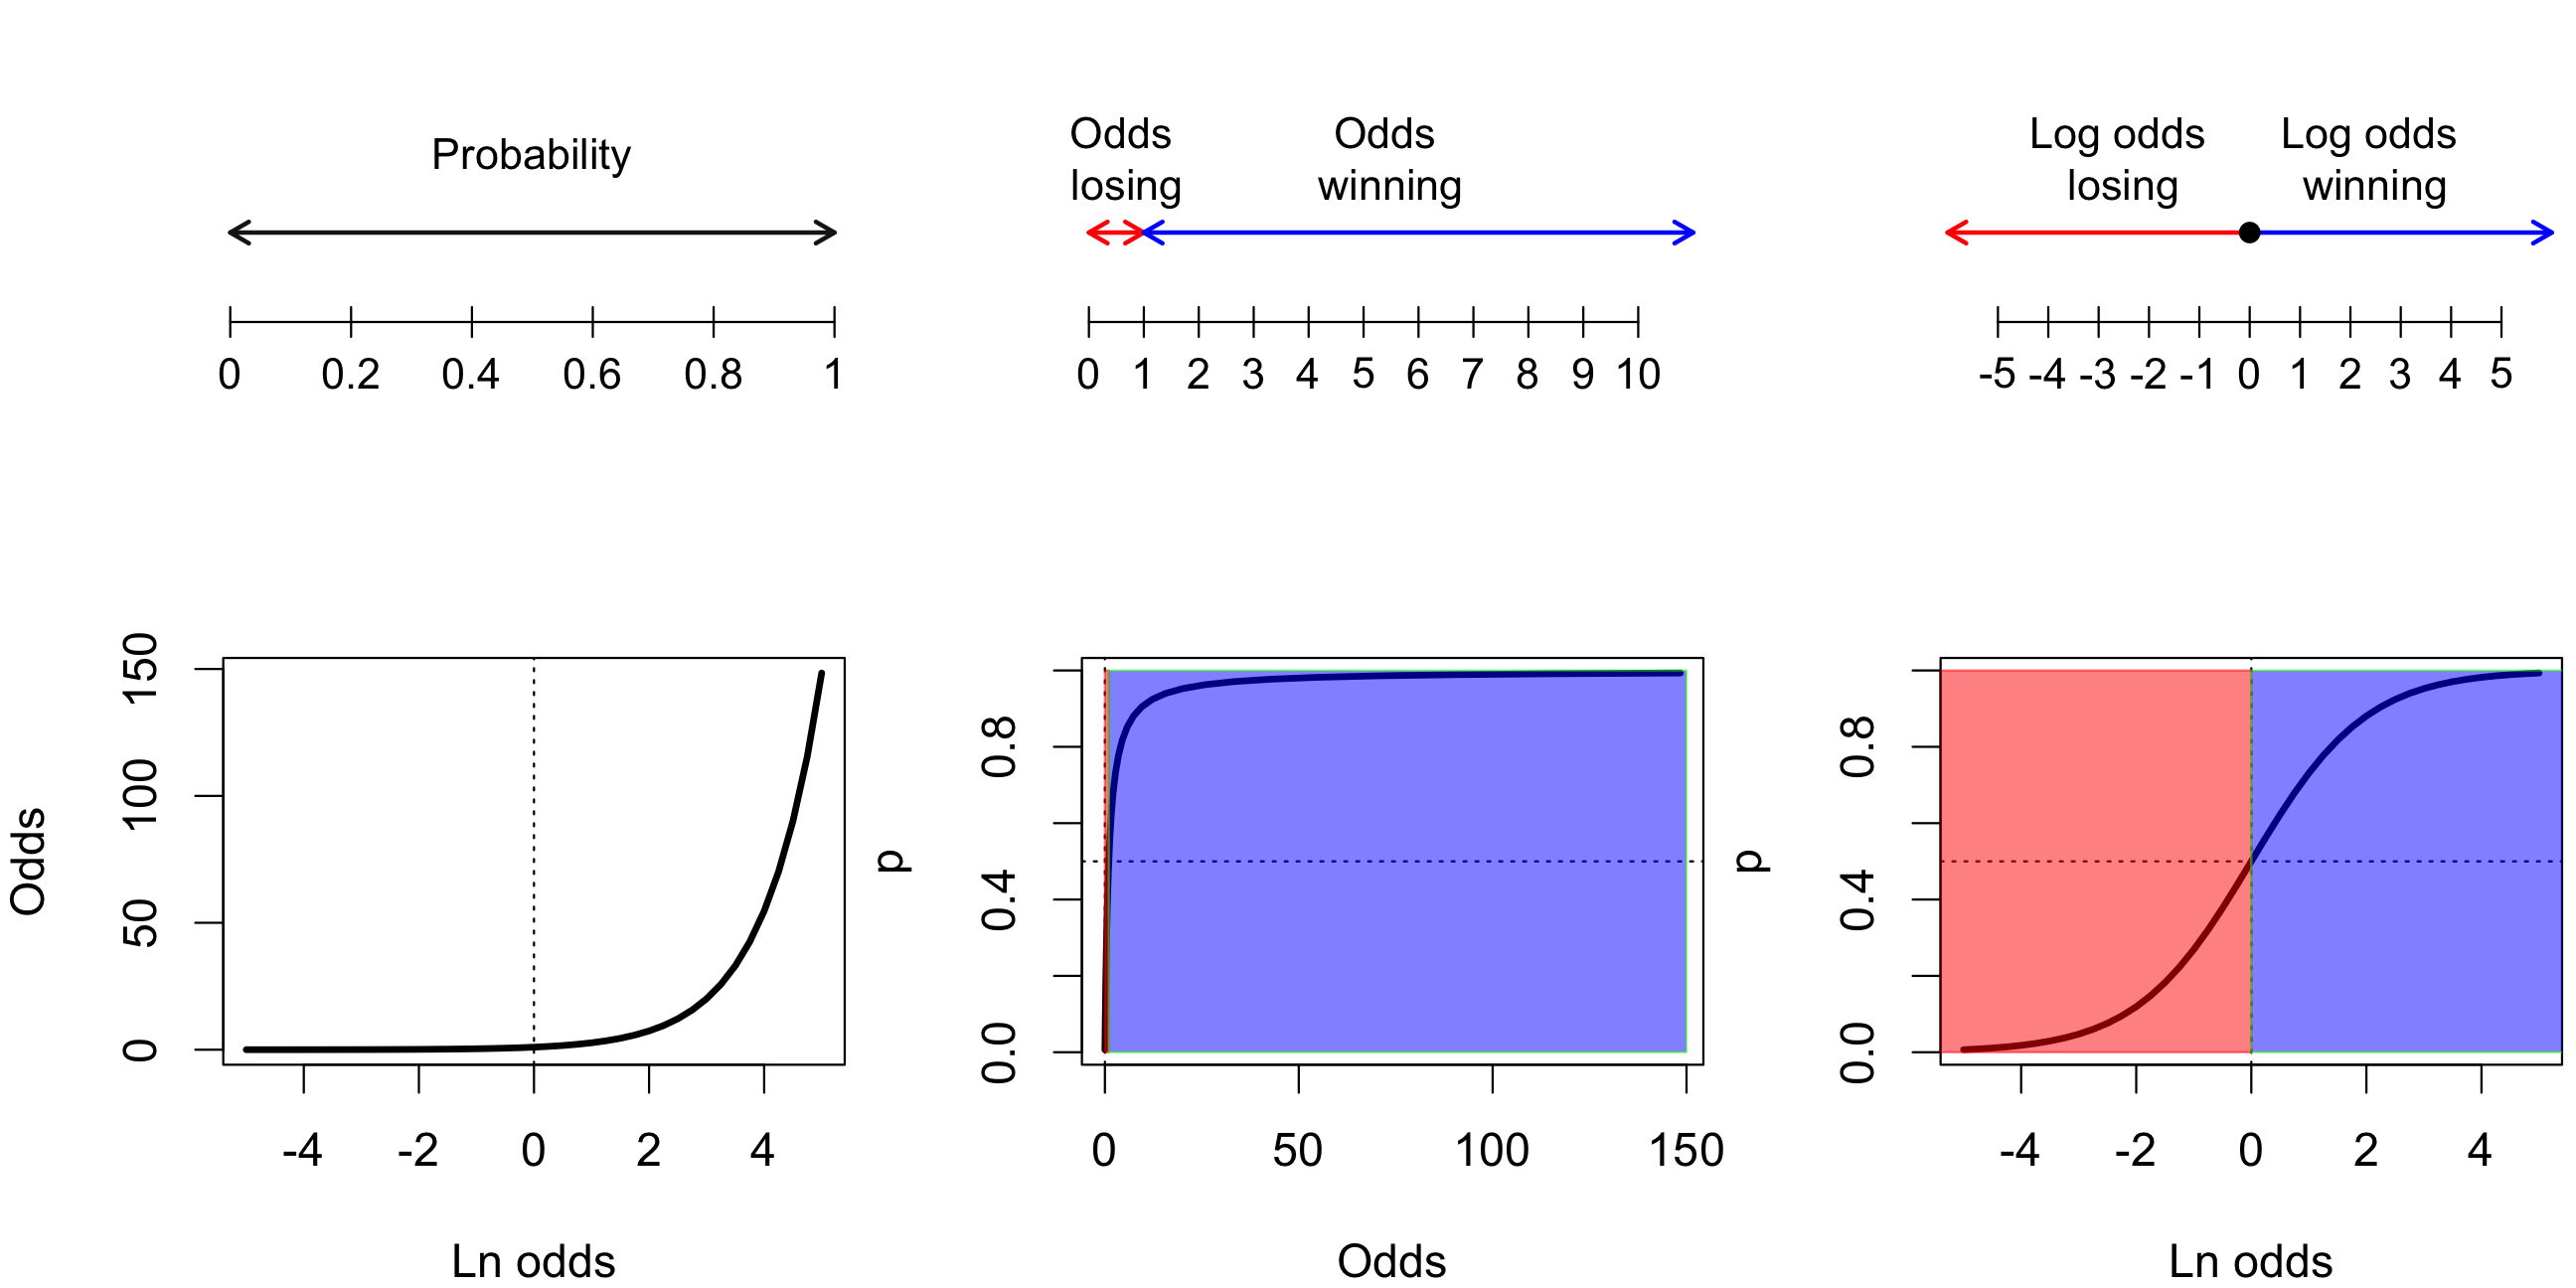 Probability
0 0.2 0.4 0.6 0.8 1
Odds
losing
Odds
winning
0 1 2 3 4 5 6 7 8 9 10
Log odds
losing
Log odds
winning
-5 -4 -3 -2 -1 0 1 2 3 4 5
Odds
0 50 100 150
-4 -2 0 2 4
Ln odds
p
0.0 0.4 0.8
0 50 100 150
Odds
p
0.0 0.4 0.8
-4 -2 0 2 4
Ln odds